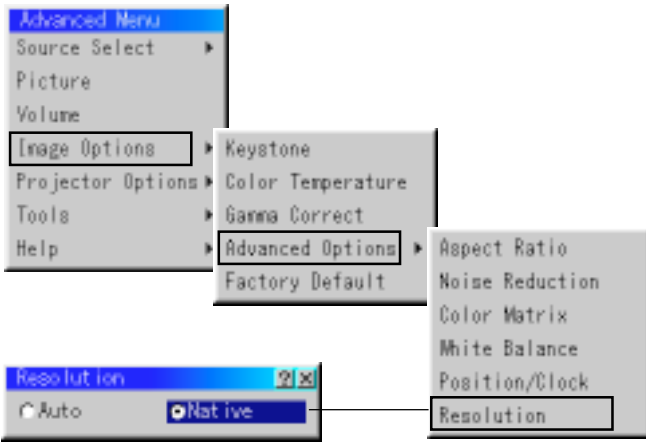 Advanced Menu
Source Select
Picture
Volume
Image Options
Projector Options
Tools
Help
Keystone
Color Temperature
Gamma Correct
Advanced Options
Factory Default
Aspect Ratio
Noise Reduction
Color Matrix
White Balance
Position/Clock
Resolution
Resolution
Auto Native